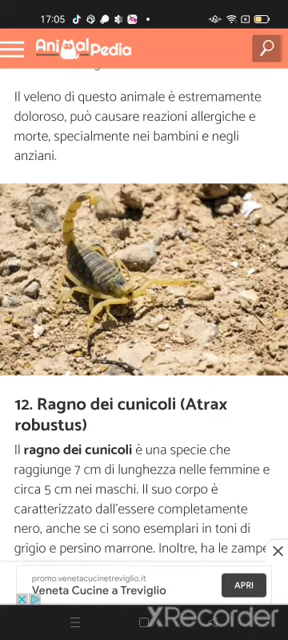 17:05
AnimalPedia
Il veleno di questo animale è estremamente
doloroso, può causare reazioni allergiche e
morte, specialmente nei bambini e negli
anziani.
12. Ragno dei cunicoli (Atrax
robustus)
Il ragno dei cunicoli è una specie che
raggiunge 7 cm di lunghezza nelle femmine e
circa 5 cm nei maschi. Il suo corpo è
caratterizzato dall'essere completamente
nero, anche se ci sono esemplari in toni di
grigio e persino marrone. Inoltre, ha le zampe
promo.venetacucinetreviglio.it
Veneta Cucine a Treviglio
APRI
XRecorder